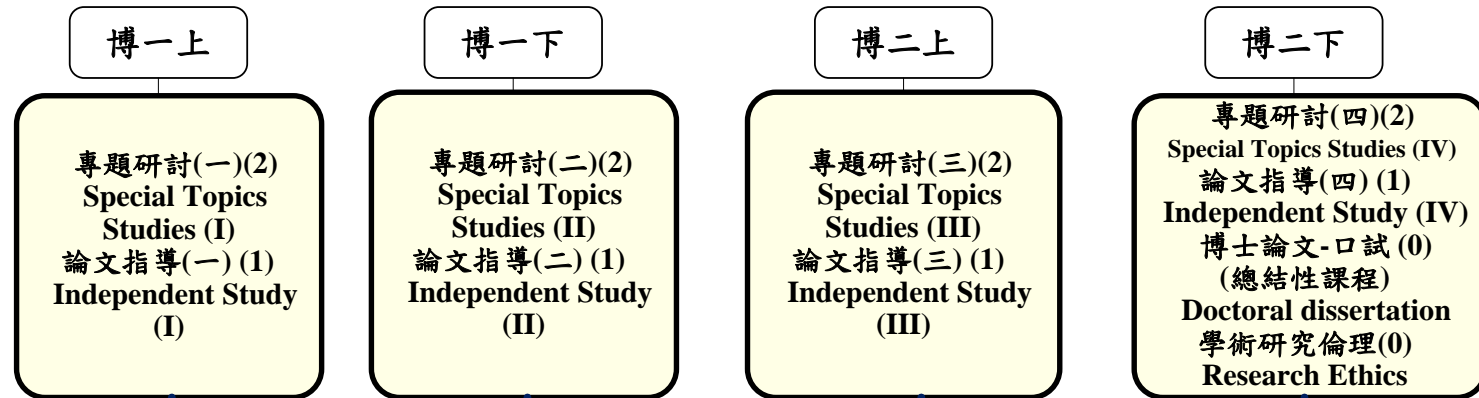 博一上
專題研討(一)(2)
Special Topics
Studies (I)
論文指導(一) (1)
Independent Study
(I)
博一下
專題研討(二)(2)
Special Topics
Studies (II)
論文指導(二) (1)
Independent Study
(II)
博二上
專題研討(三)(2)
Special Topics
Studies (III)
論文指導(三) (1)
Independent Study
(III)
博二下
專題研討(四)(2)
Special Topics Studies (IV)
論文指導(四) (1)
Independent Study (IV)
博士論文-口試 (0)
(總結性課程)
Doctoral dissertation
學術研究倫理(0)
Research Ethics